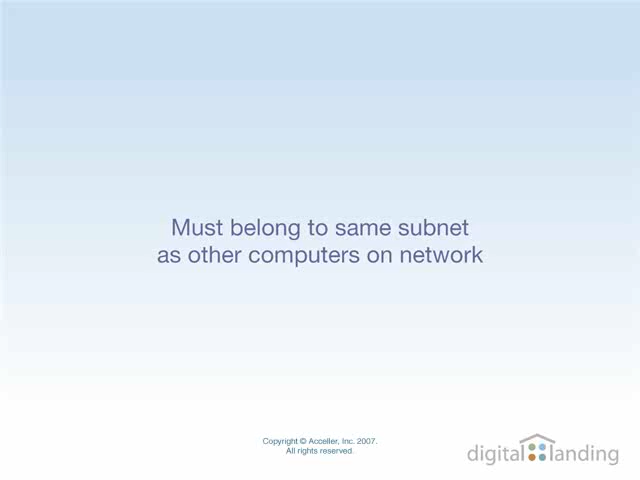 Must belong to same subnet
as other computers on network
Copyright © Acceller, Inc. 2007.
All rights reserved.
digital landing